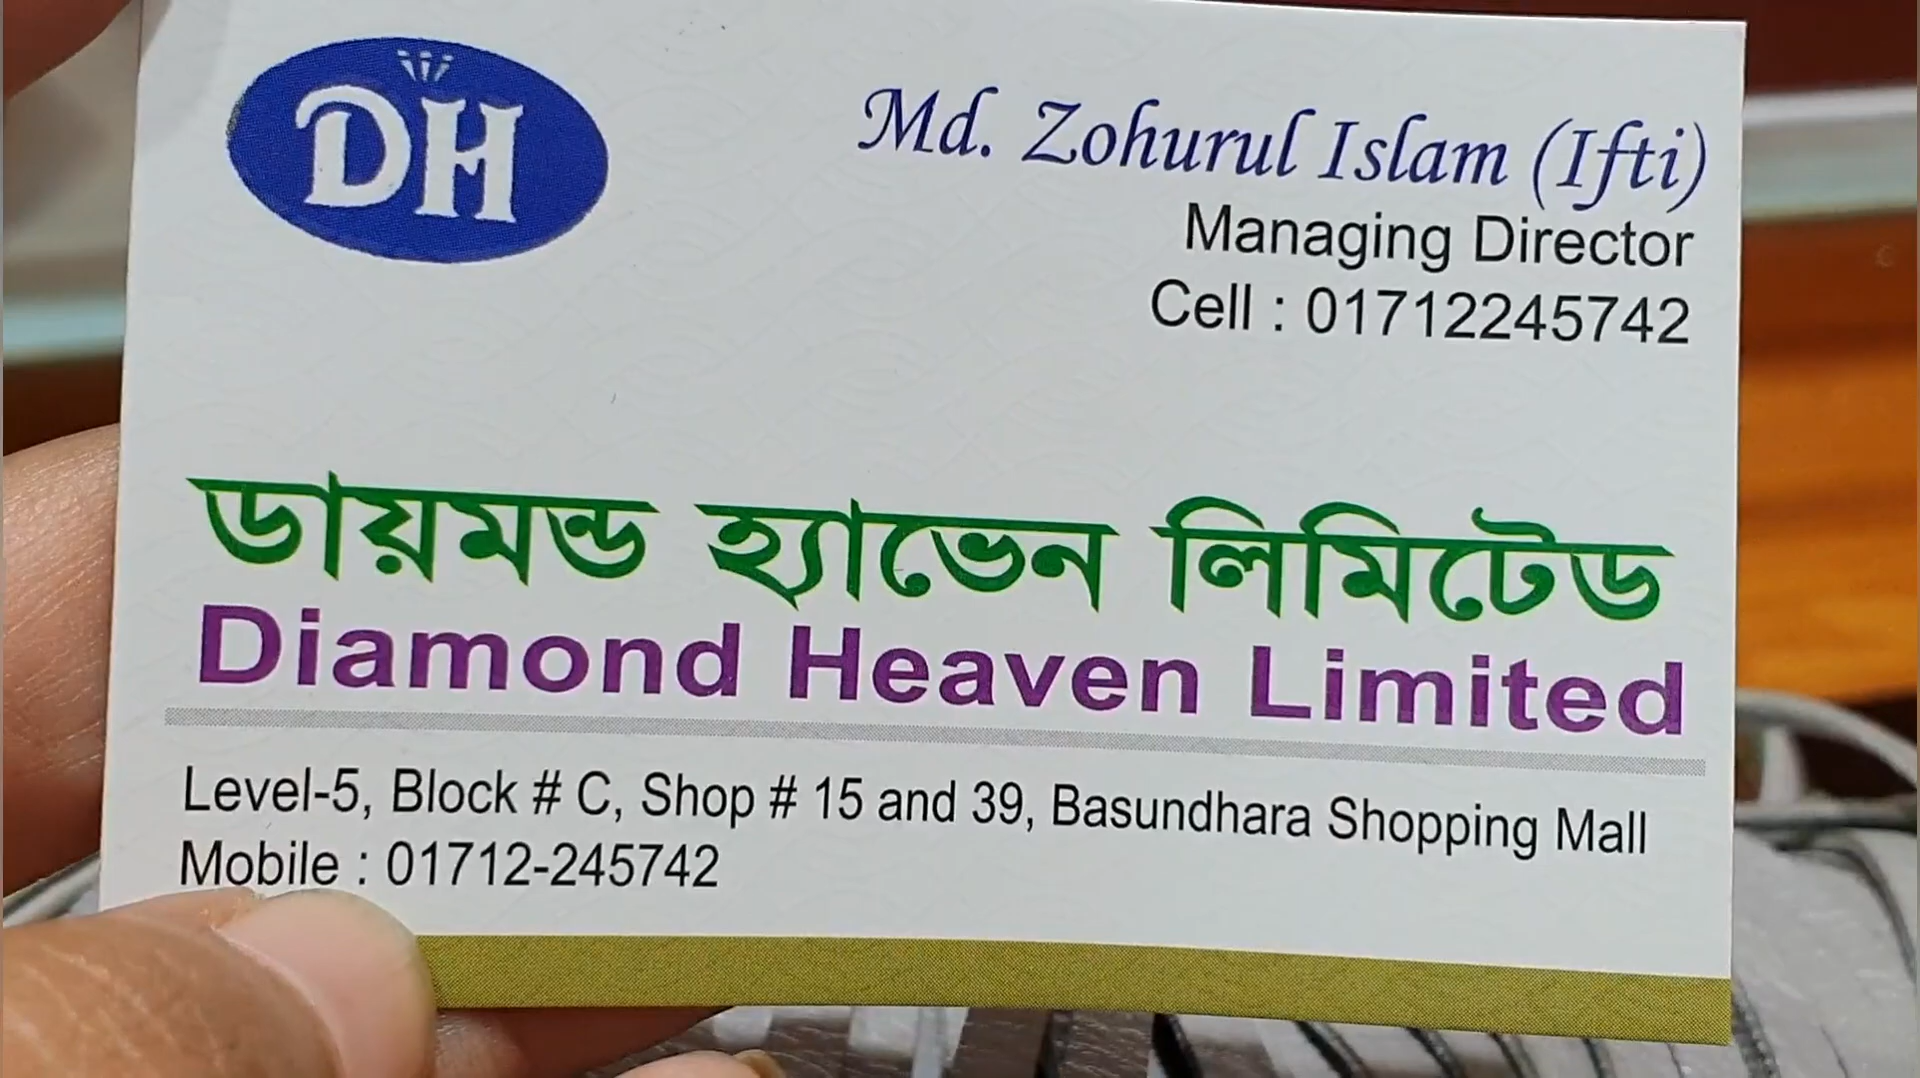 DH
Md. Zohurul Islam (Ifti)
Managing Director
Cell : 01712245742
ডায়মন্ড হ্যাভেন লিমিটেড
Diamond Heaven Limited
Level-5, Block # C, Shop # 15 and 39, Basundhara Shopping Mall
Mobile : 01712-245742